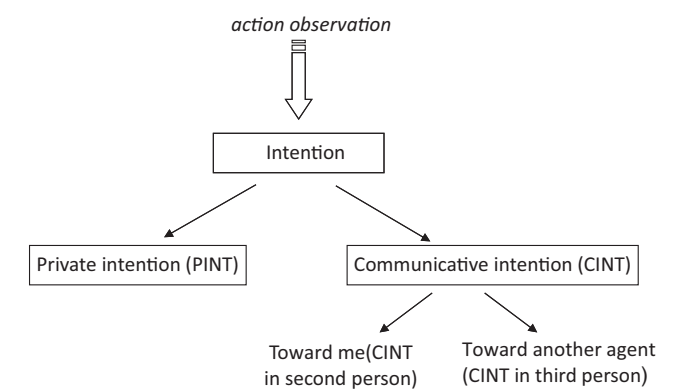 action observation
Intention
Private intention (PINT)
Communicative intention (CINT)
Toward me(CINT
in second person)
Toward another agent
(CINT in third person)